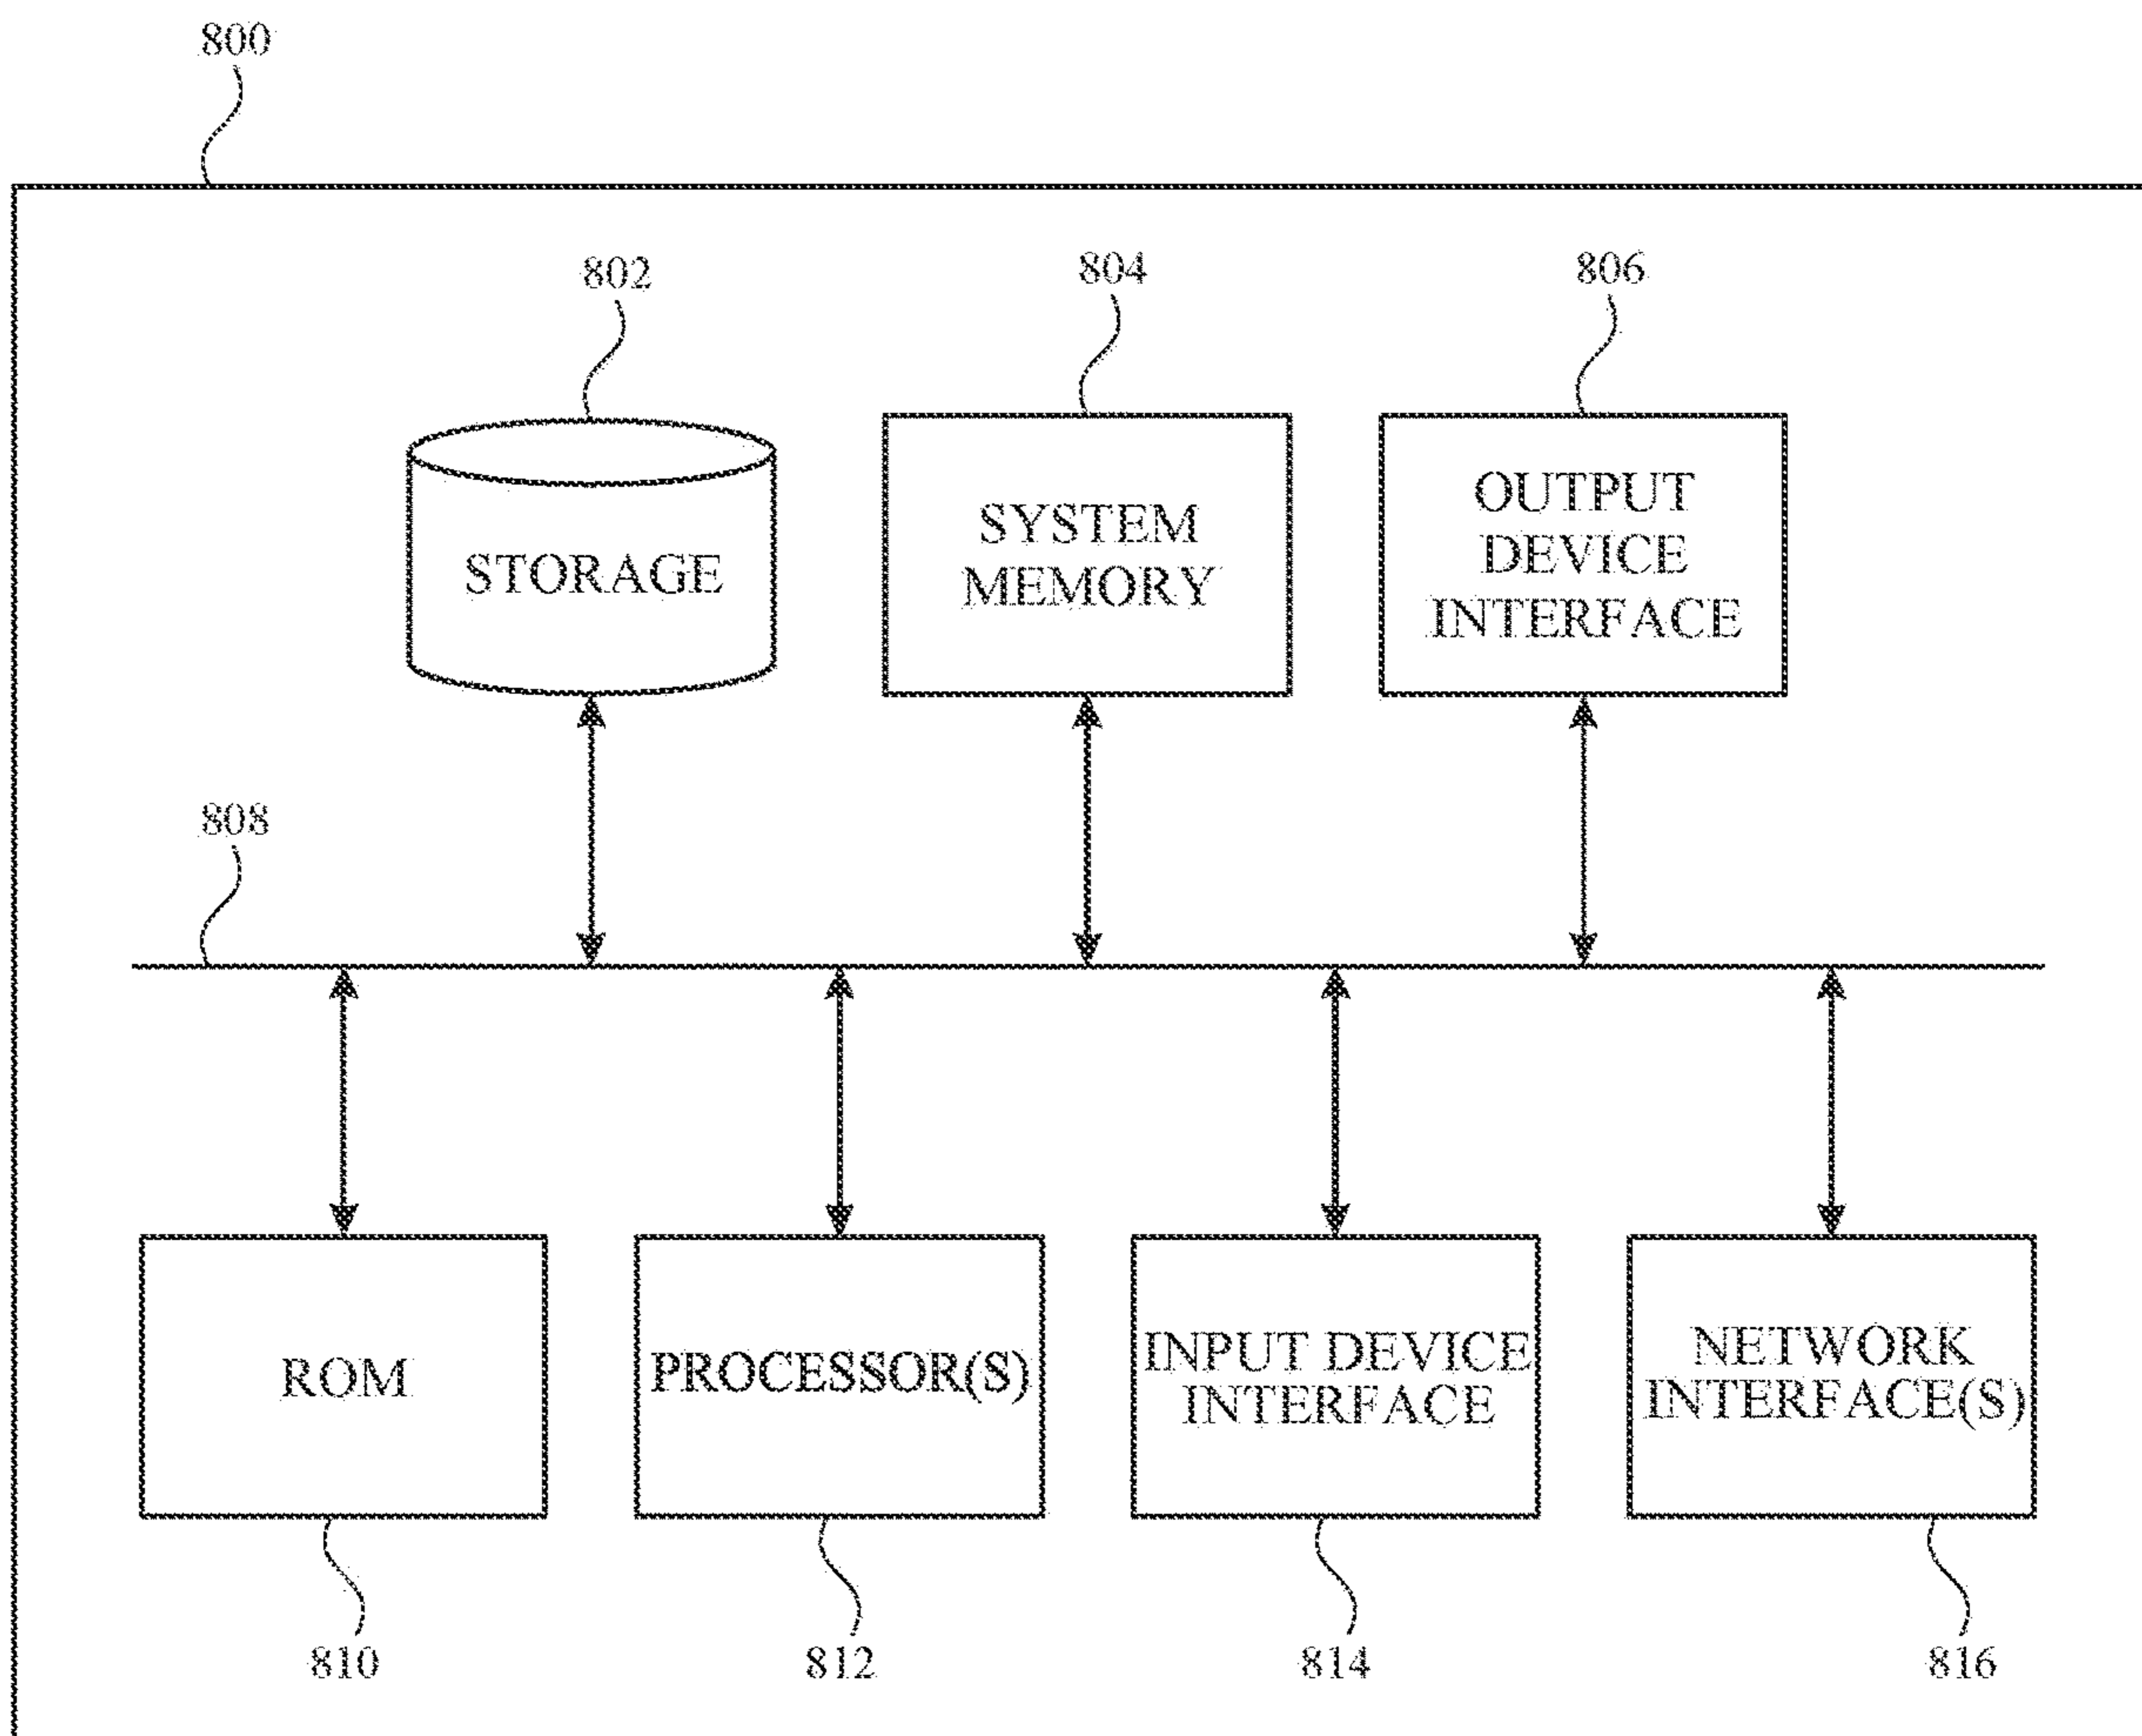 800
802
804
806
STORAGE
SYSTEM
MEMORY
OUTPUT
DEVICE
INTERFACE
808
ROM
PROCESSOR(S)
INPUT DEVICE
INTERFACE
NETWORK
INTERFACE(S)
810
812
814
816